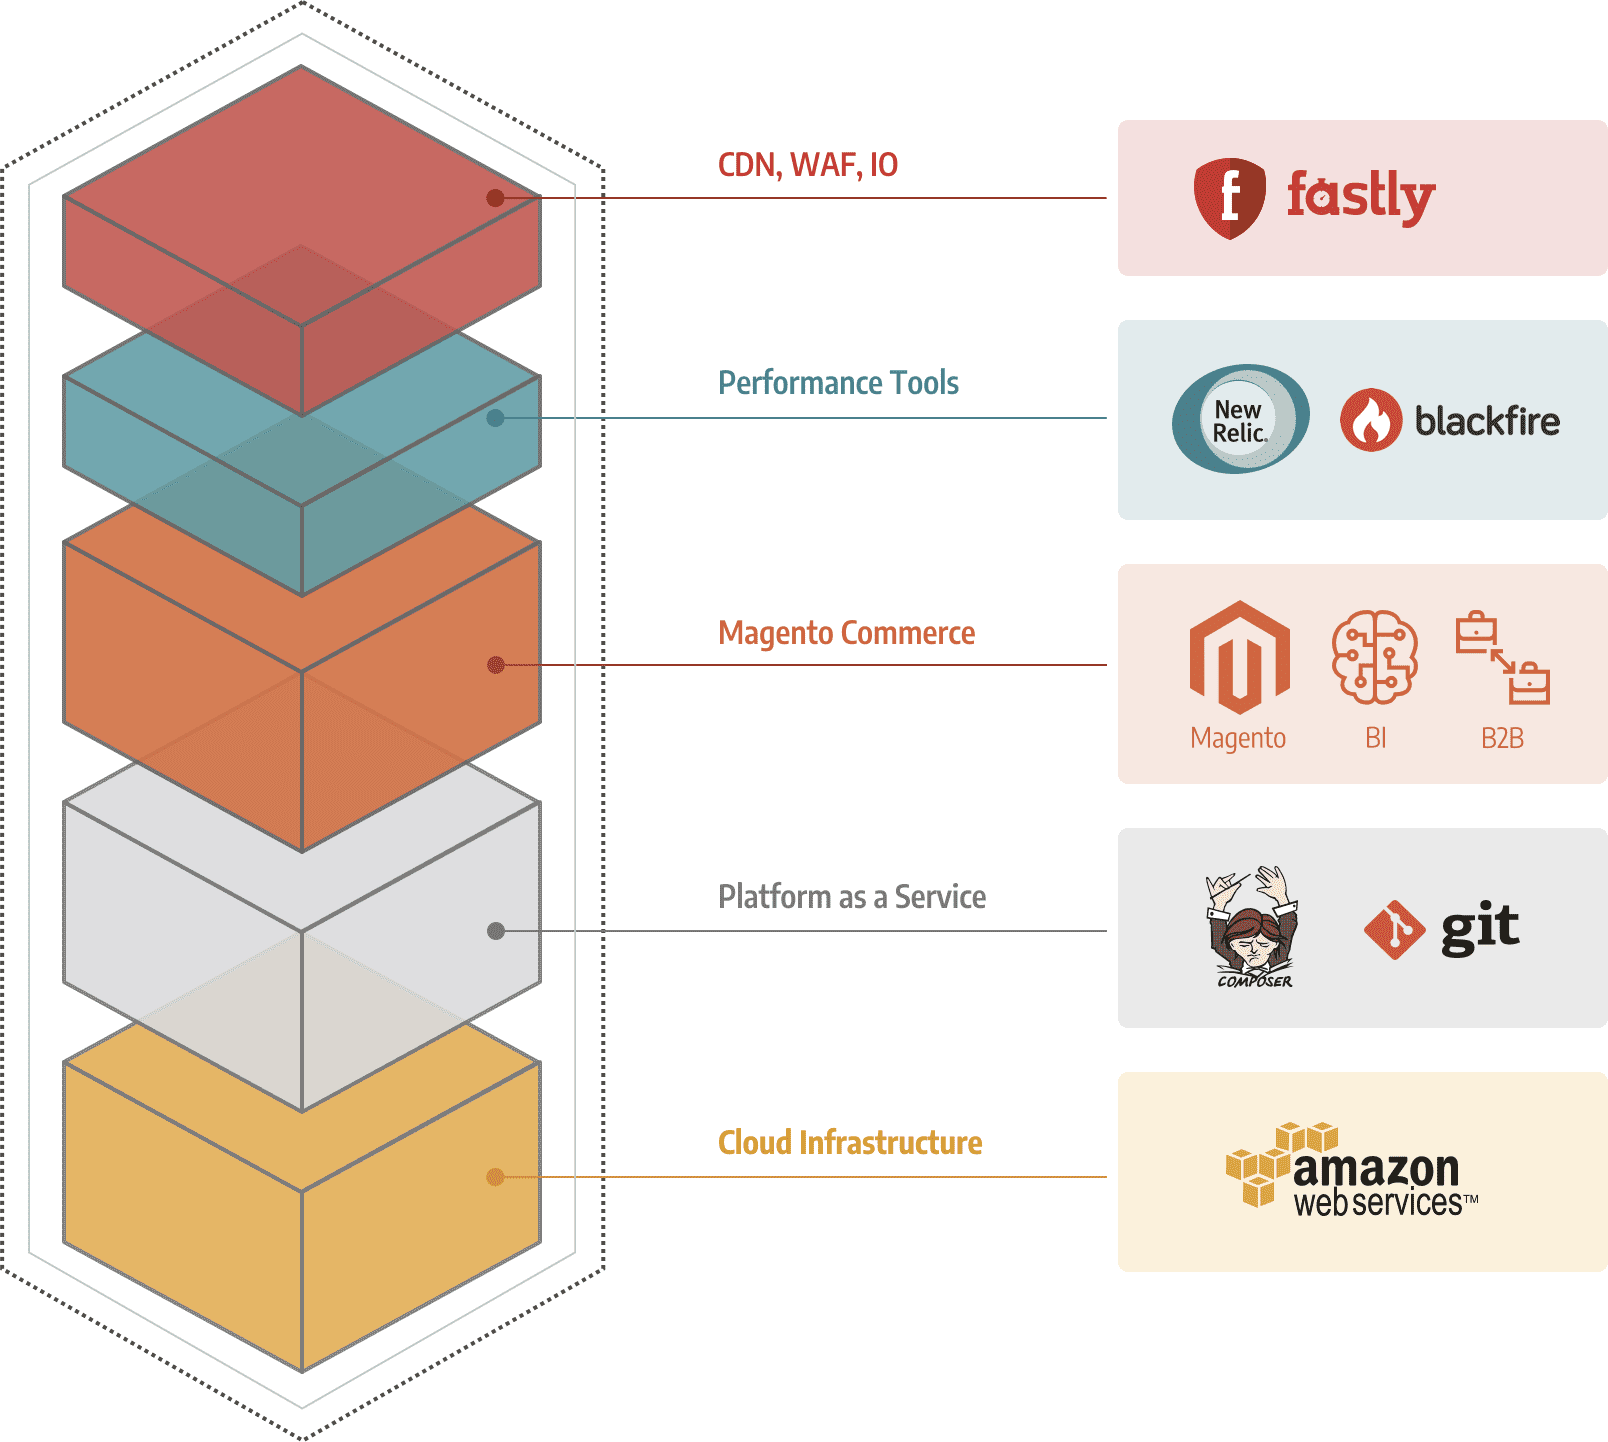 CDN, WAF, IO
f fastly
Performance Tools
New
Relic.
blackfire
Magento Commerce
Magento BI B2B
Platform as a Service
COMPOSER
git
Cloud Infrastructure
amazon
web services™